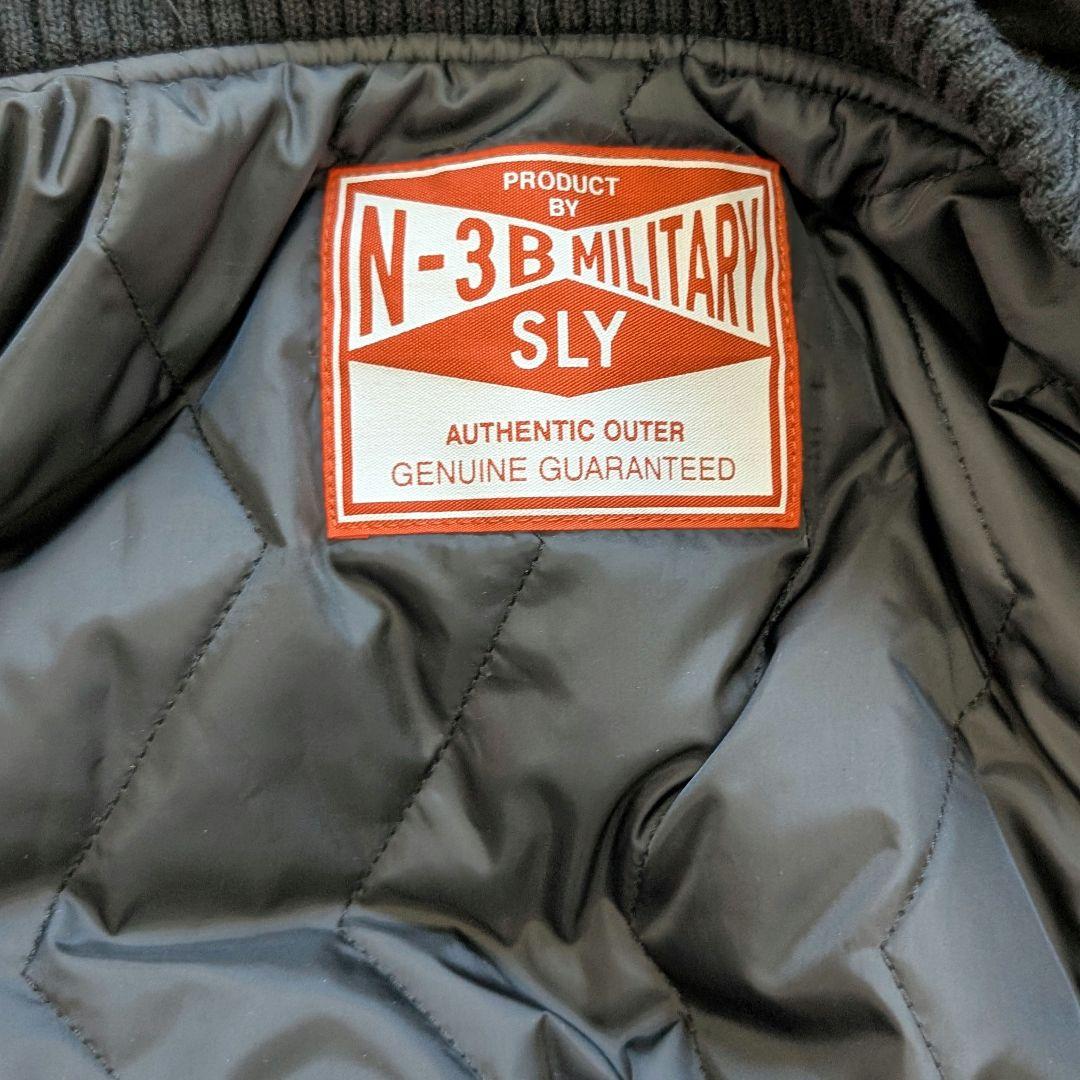 PRODUCT
BY
N-3B MILITARY
SLY
AUTHENTIC OUTER
GENUINE GUARANTEED